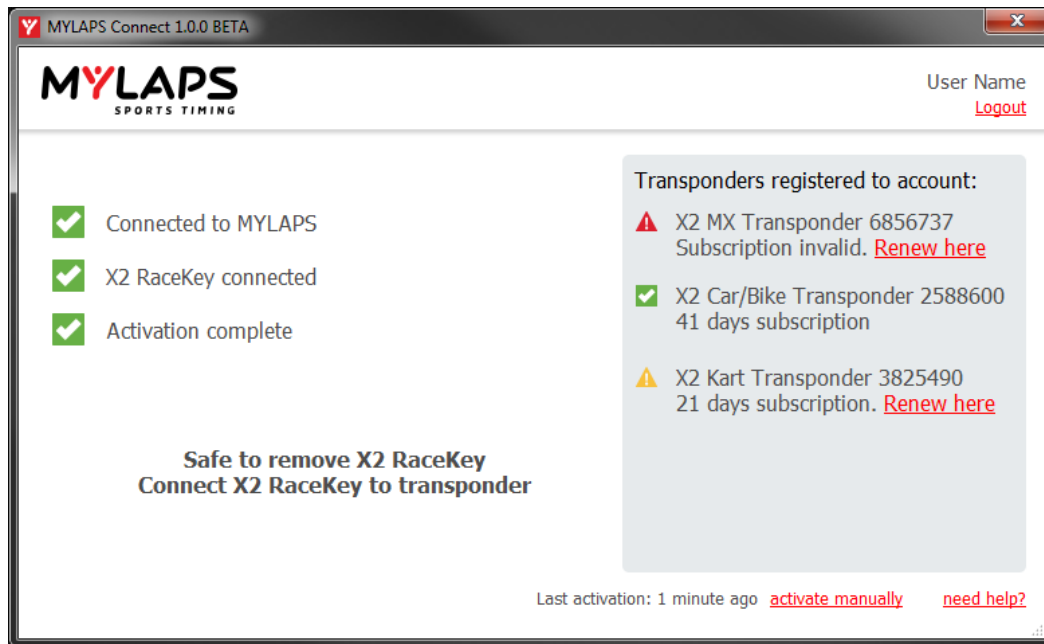 MYLAPS Connect 1.0.0 BETA
MYLAPS
SPORTS TIMING
User Name
Logout
Connected to MYLAPS
X2 RaceKey connected
Activation complete
Safe to remove X2 RaceKey
Connect X2 RaceKey to transponder
Transponders registered to account:
X2 MX Transponder 6856737
Subscription invalid. Renew here
X2 Car/Bike Transponder 2588600
41 days subscription
X2 Kart Transponder 3825490
21 days subscription. Renew here
Last activation: 1 minute ago activate manually need help?